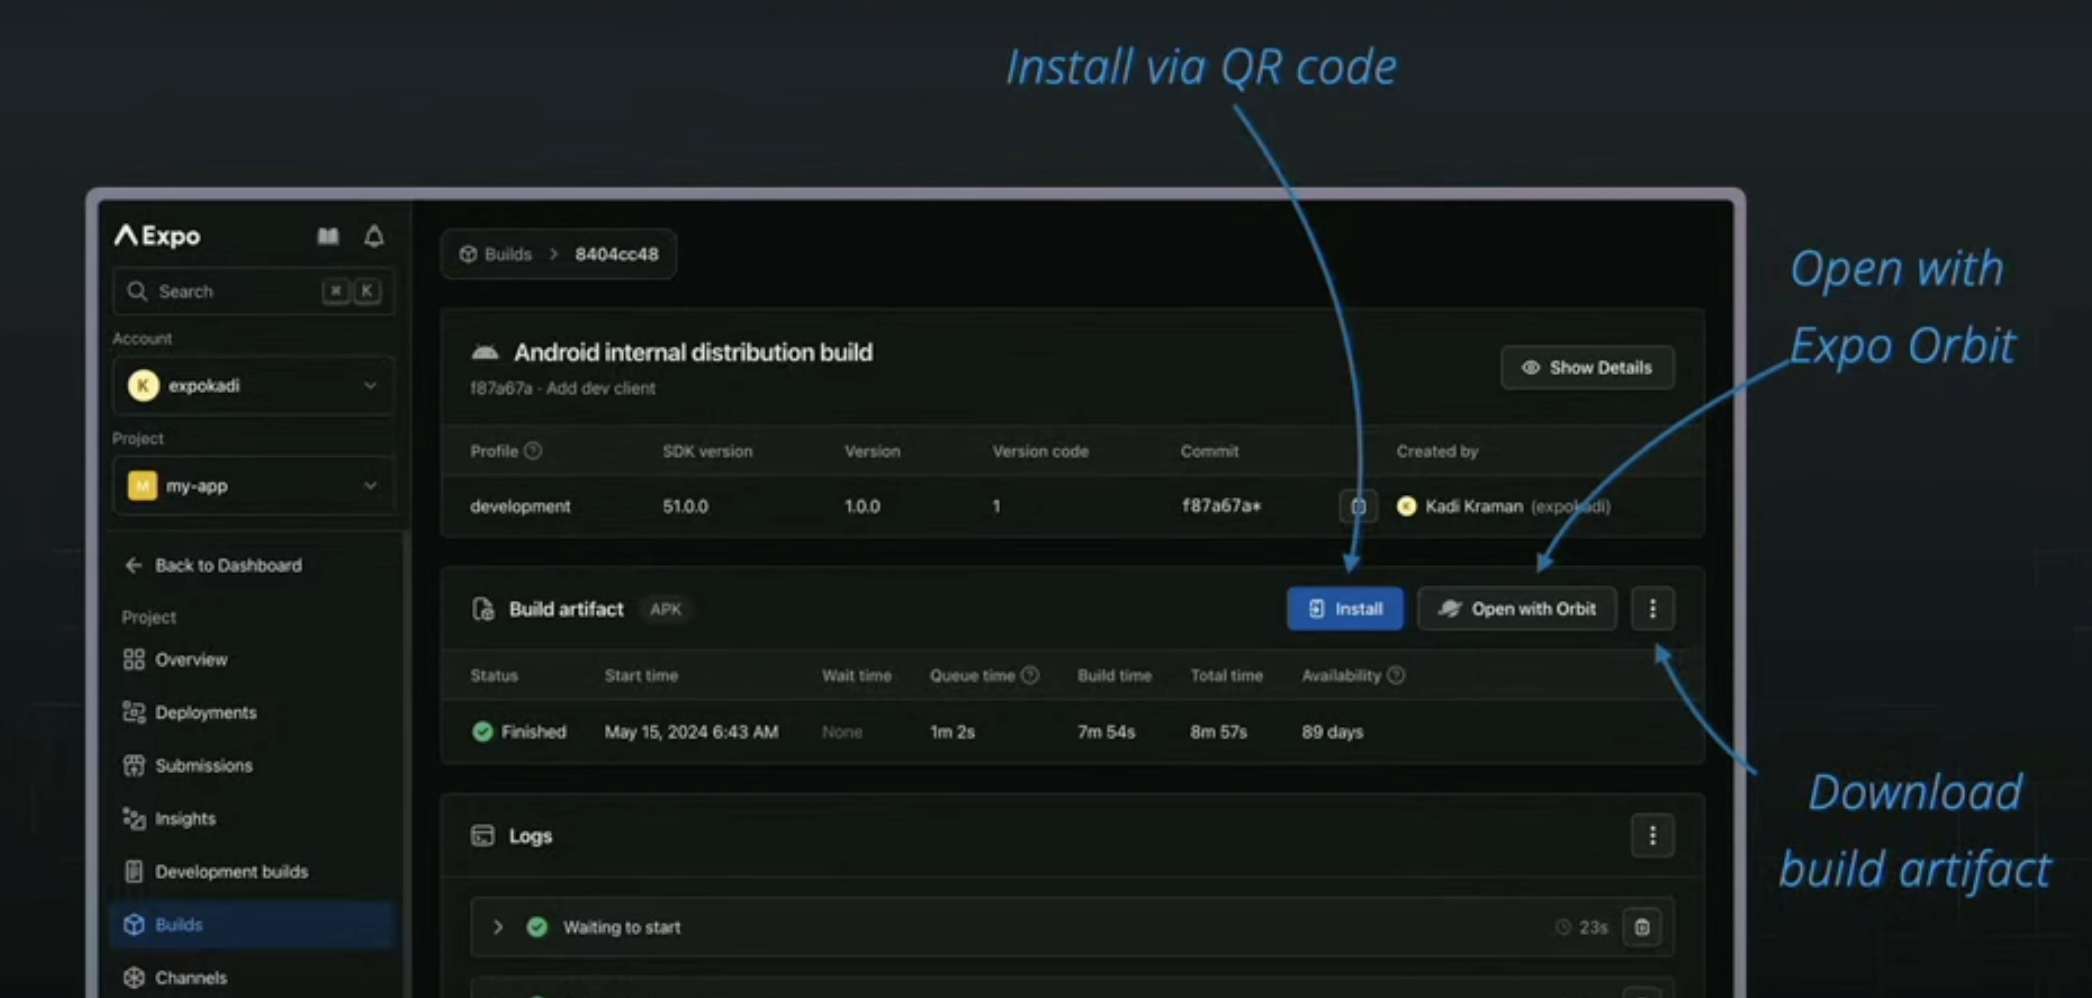 Install via QR code
Open with
Expo Orbit
Download
build artifact
Expo
Search ⌘ K
Account
K expokadi
Project
M my-app
Back to Dashboard
Project
Overview
Deployments
Submissions
Insights
Development builds
Builds
Channels
Builds > 8404cc48
Android internal distribution build
f87a67a - Add dev client
Show Details
Profile SDK version Version Version code Commit Created by
development 51.0.0 1.0.0 1 f87a67a* K Kadi Kraman (expokadi)
Build artifact APK Install Open with Orbit
Status Start time Wait time Queue time Build time Total time Availability
Finished May 15, 2024 6:43 AM None 1m 2s 7m 54s 8m 57s 89 days
Logs
Waiting to start 23s